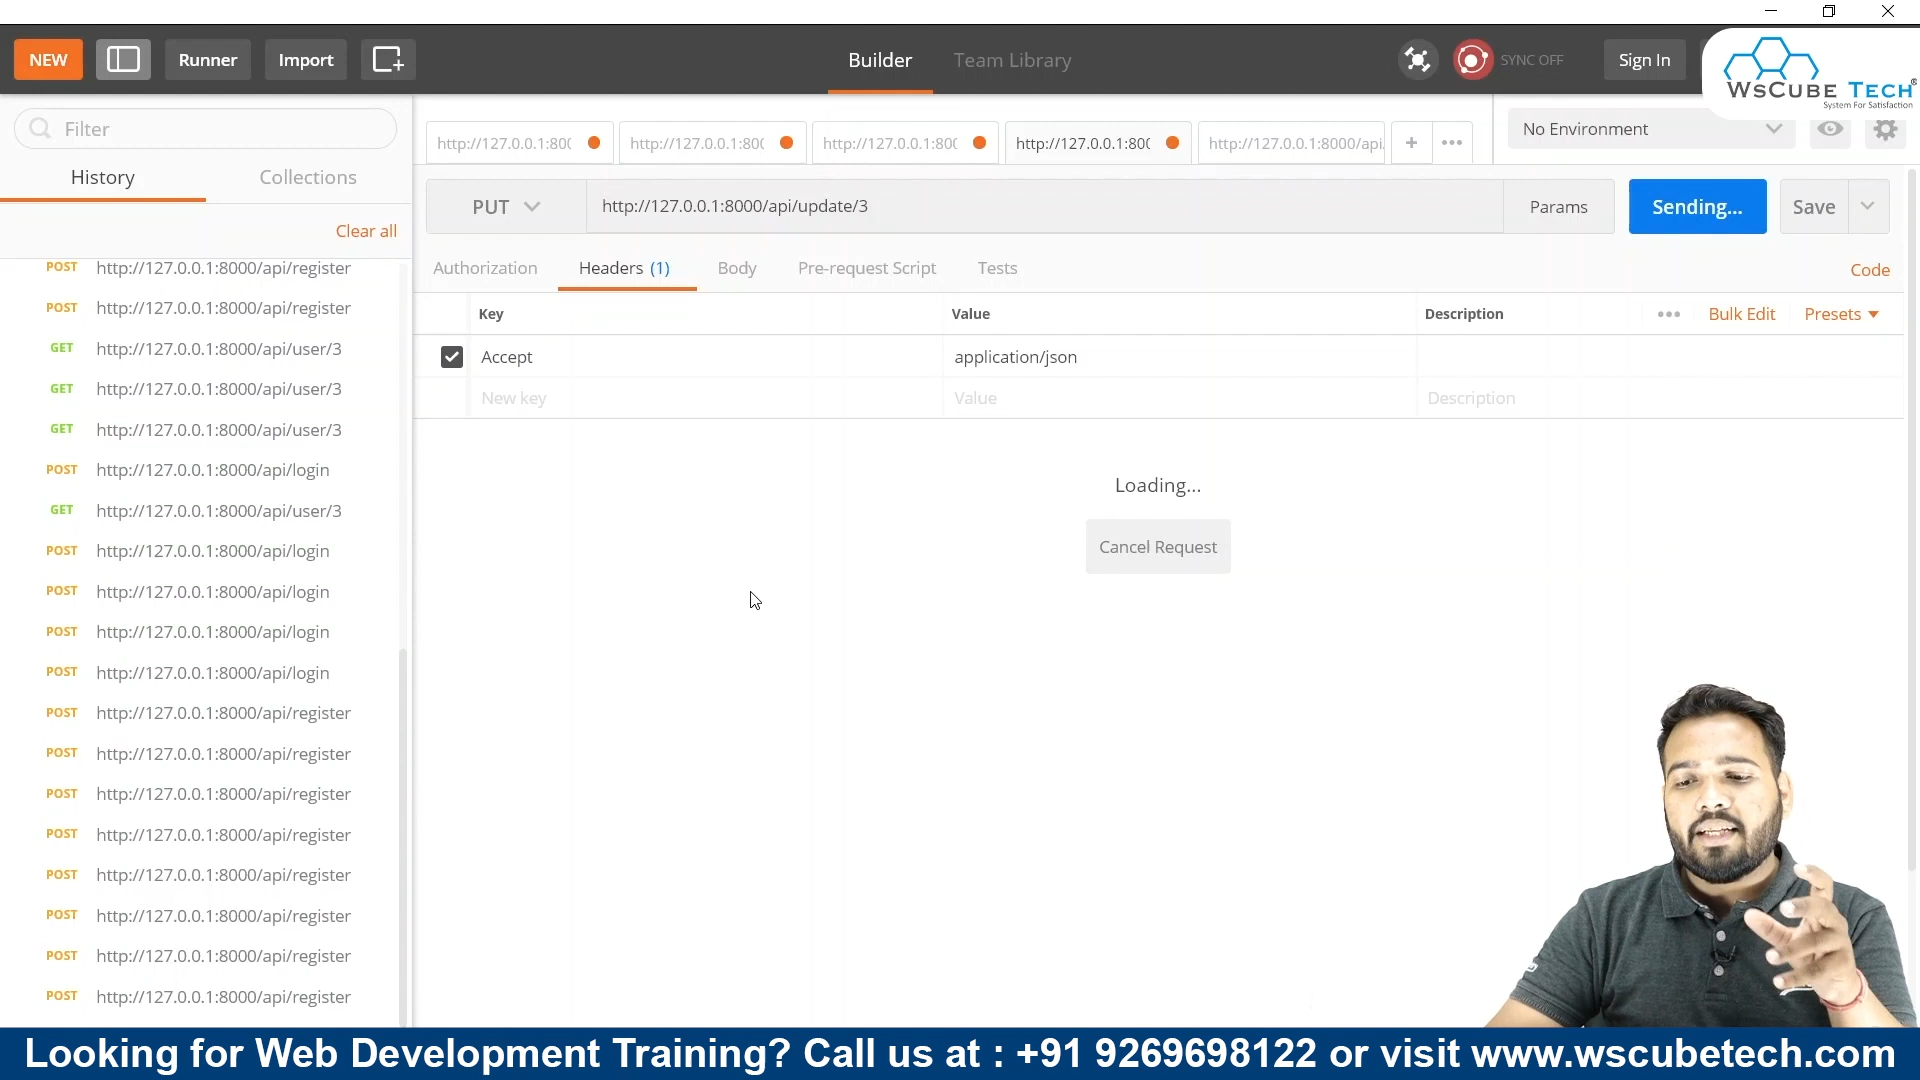 NEW
Runner
Import
Builder
Team Library
SYNC OFF
Sign In
WsCube Tech®
System For Satisfaction
Filter
History
Collections
Clear all
http://127.0.0.1:800
http://127.0.0.1:800
http://127.0.0.1:800
http://127.0.0.1:800
http://127.0.0.1:8000/api
+
No Environment
PUT
http://127.0.0.1:8000/api/update/3
Params
Sending...
Save
Authorization
Headers (1)
Body
Pre-request Script
Tests
Code
Key
Value
Description
Bulk Edit
Presets
Accept
application/json
New key
Value
Description
Loading...
Cancel Request
POST http://127.0.0.1:8000/api/register
POST http://127.0.0.1:8000/api/register
GET http://127.0.0.1:8000/api/user/3
GET http://127.0.0.1:8000/api/user/3
GET http://127.0.0.1:8000/api/user/3
POST http://127.0.0.1:8000/api/login
GET http://127.0.0.1:8000/api/user/3
POST http://127.0.0.1:8000/api/login
POST http://127.0.0.1:8000/api/login
POST http://127.0.0.1:8000/api/login
POST http://127.0.0.1:8000/api/login
POST http://127.0.0.1:8000/api/register
POST http://127.0.0.1:8000/api/register
POST http://127.0.0.1:8000/api/register
POST http://127.0.0.1:8000/api/register
POST http://127.0.0.1:8000/api/register
POST http://127.0.0.1:8000/api/register
POST http://127.0.0.1:8000/api/register
POST http://127.0.0.1:8000/api/register
Looking for Web Development Training? Call us at : +91 9269698122 or visit www.wscubetech.com